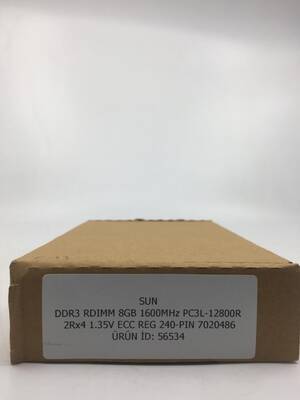 SUN
DDR3 RDIMM 8GB 1600MHz PC3L-12800R
2Rx4 1.35V ECC REG 240-PIN 7020486
ÜRÜN İD: 56534